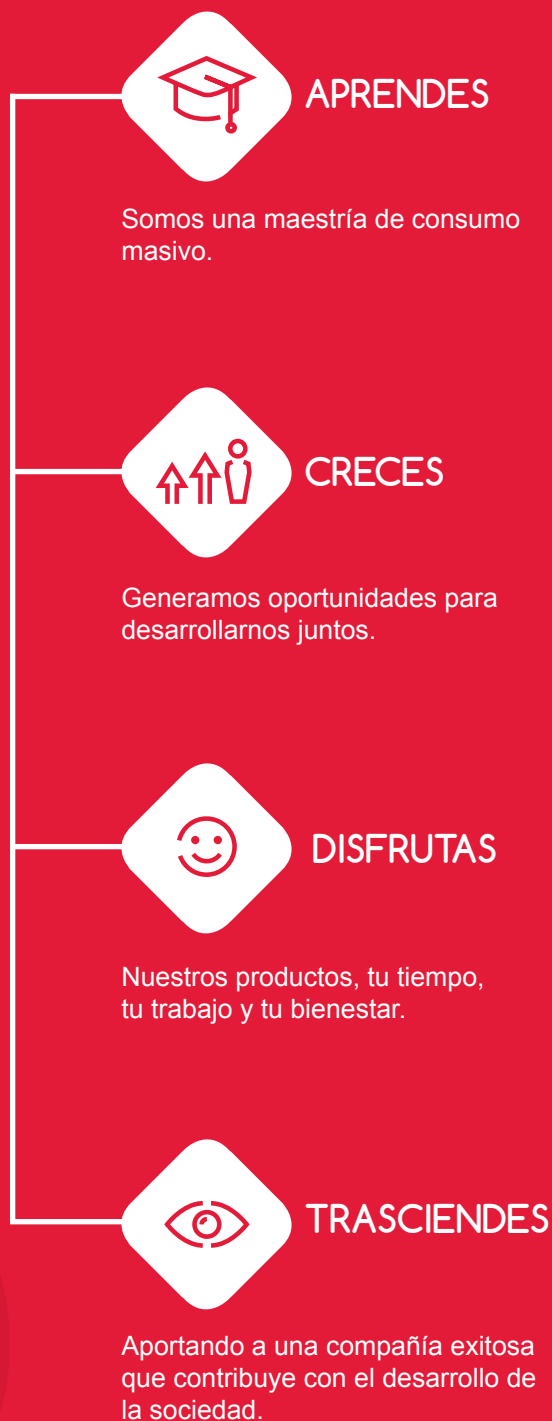 APRENDES
Somos una maestría de consumo
masivo.
CRECES
Generamos oportunidades para
desarrollarnos juntos.
DISFRUTAS
Nuestros productos, tu tiempo,
tu trabajo y tu bienestar.
TRASCIENDES
Aportando a una compañía exitosa
que contribuye con el desarrollo de
la sociedad.